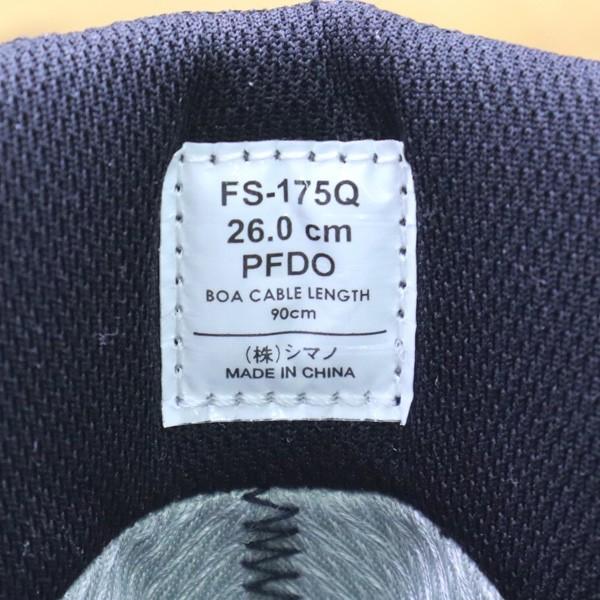 FS-175Q
26.0 cm
PFDO
BOA CABLE LENGTH
90cm
(株)シマノ
MADE IN CHINA